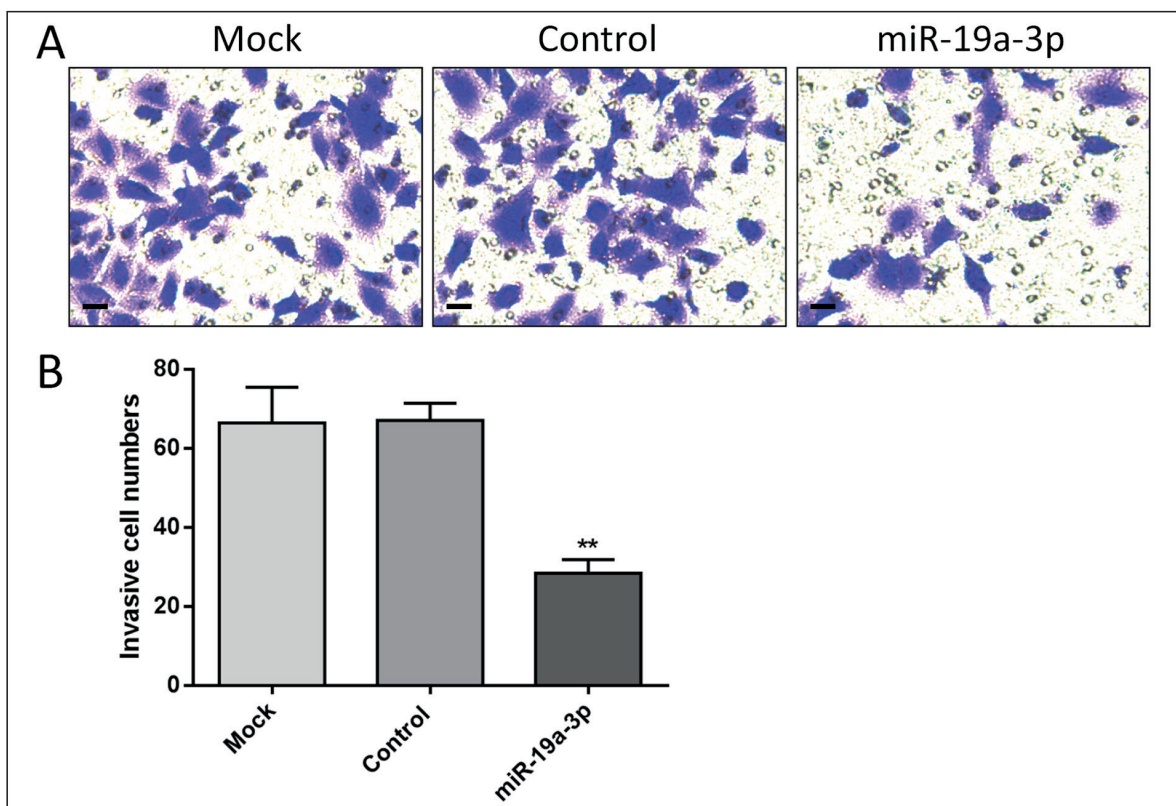 A
Mock
Control
miR-19a-3p
B
Invasive cell numbers
80
60
40
20
0
**
Mock
Control
miR-19a-3p